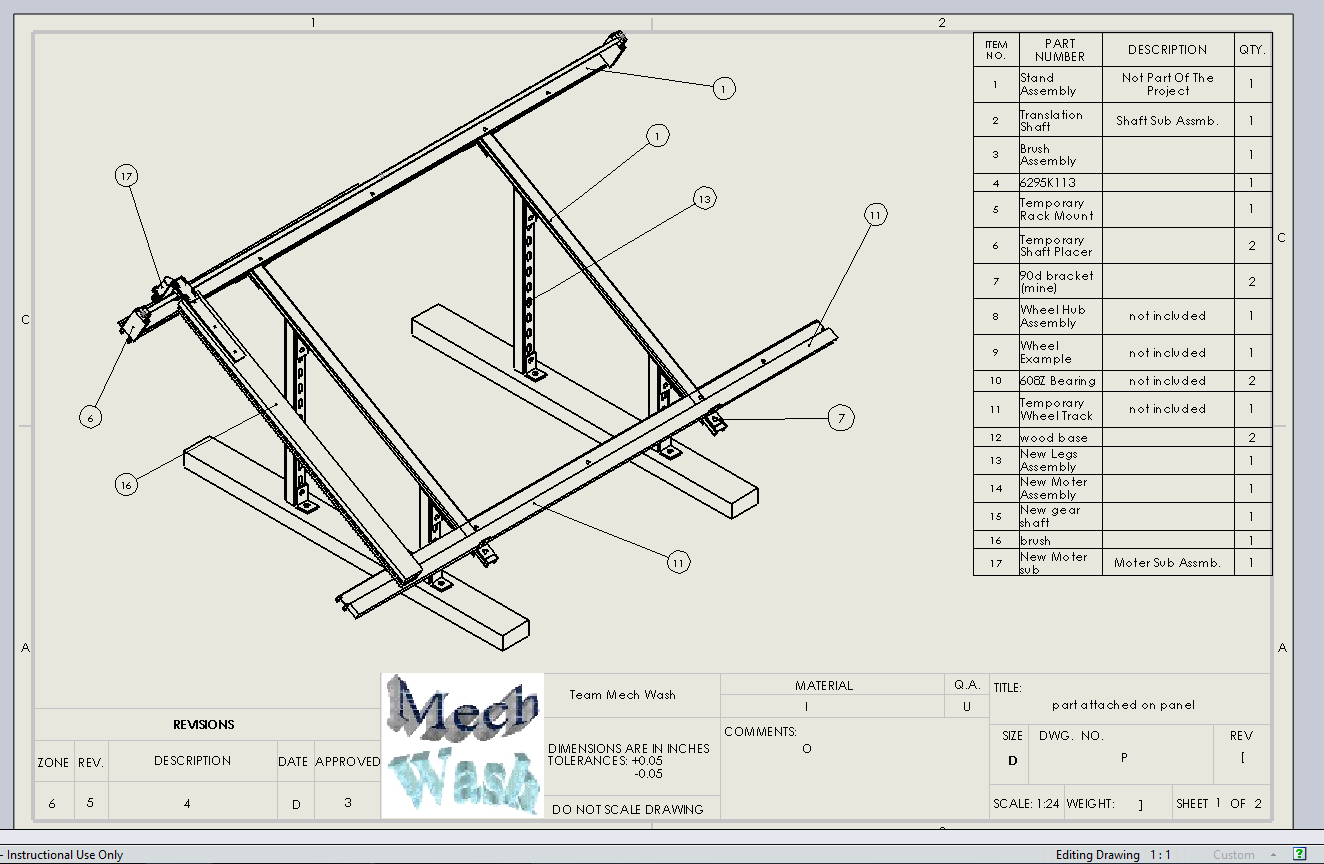 1
2
ITEM NO.
PART NUMBER
DESCRIPTION
QTY.
1
Stand Assembly
Not Part Of The Project
1
2
Translation Shaft
Shaft Sub Assmb.
1
3
Brush Assembly
1
4
6295K113
1
5
Temporary Rack Mount
1
6
Temporary Shaft Placer
2
7
90d bracket (mine)
2
8
Wheel Hub Assembly
not included
1
9
Wheel Example
not included
1
10
608Z Bearing
not included
2
11
Temporary Wheel Track
not included
1
12
wood base
2
13
New Legs Assembly
1
14
New Moter Assembly
1
15
New gear shaft
1
16
brush
1
17
New Moter sub
Moter Sub Assmb.
1
1
1
17
13
11
6
7
16
11
C
C
A
A
REVISIONS
ZONE
REV.
DESCRIPTION
DATE
APPROVED
6
5
4
D
3
Mech
Wash
Team Mech Wash
DIMENSIONS ARE IN INCHES
TOLERANCES: +0.05
-0.05
DO NOT SCALE DRAWING
MATERIAL
I
Q.A.
U
COMMENTS:
O
TITLE:
part attached on panel
SIZE
D
DWG. NO.
P
REV
[
SCALE: 1:24
WEIGHT: ]
SHEET 1 OF 2
- Instructional Use Only
Editing Drawing
1 : 1
Custom
?